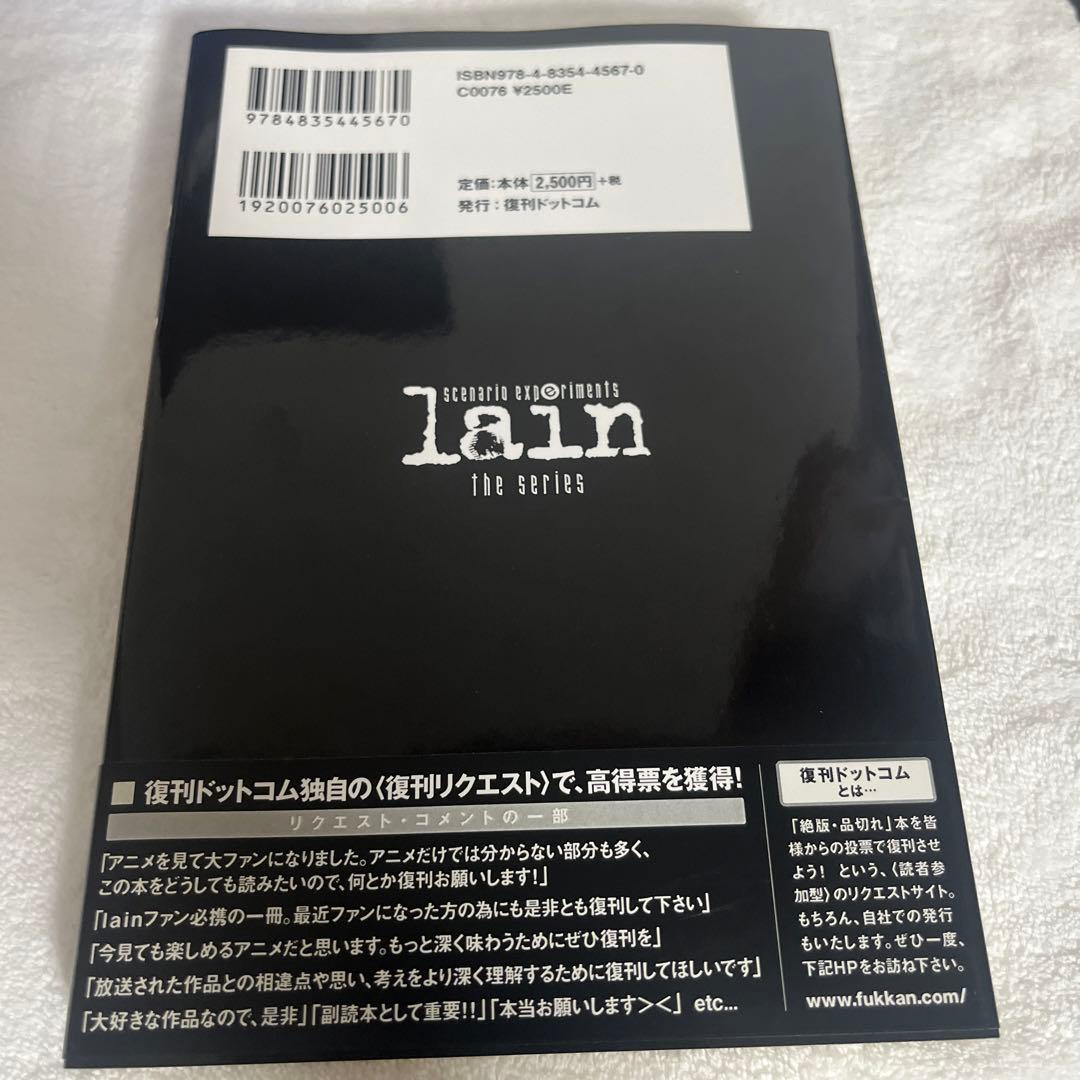 ISBN978-4-8354-4567-0
C0076 ¥2500E
9784835445670
定価：本体 2,500円 +税
発行：復刊ドットコム
1920076025006
scenario experiments
lain
the series
■ 復刊ドットコム独自の〈復刊リクエスト〉で、高得票を獲得！
リクエスト・コメントの一部
「アニメを見て大ファンになりました。アニメだけでは分からない部分も多く、
この本をどうしても読みたいので、何とか復刊お願いします！」
「lainファン必携の一冊。最近ファンになった方の為にも是非とも復刊して下さい」
「今見ても楽しめるアニメだと思います。もっと深く味わうためにぜひ復刊を」
「放送された作品との相違点や思い、考えをより深く理解するために復刊してほしいです」
「大好きな作品なので、是非」「副読本として重要！！」「本当お願いします＞＜」 etc...
復刊ドットコム
とは…
「絶版・品切れ」本を皆
様からの投票で復刊させ
よう！ という、〈読者参
加型〉のリクエストサイト。
もちろん、自社での発行
もいたします。ぜひ一度、
下記HPをお訪ね下さい。
www.fukkan.com/